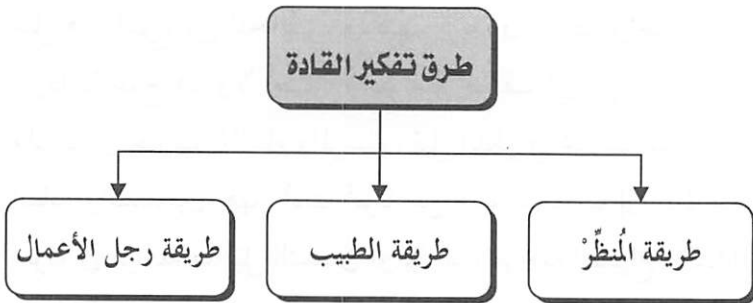 طرق تفكير القادة
طريقة المُنظِّرْ
طريقة الطبيب
طريقة رجل الأعمال